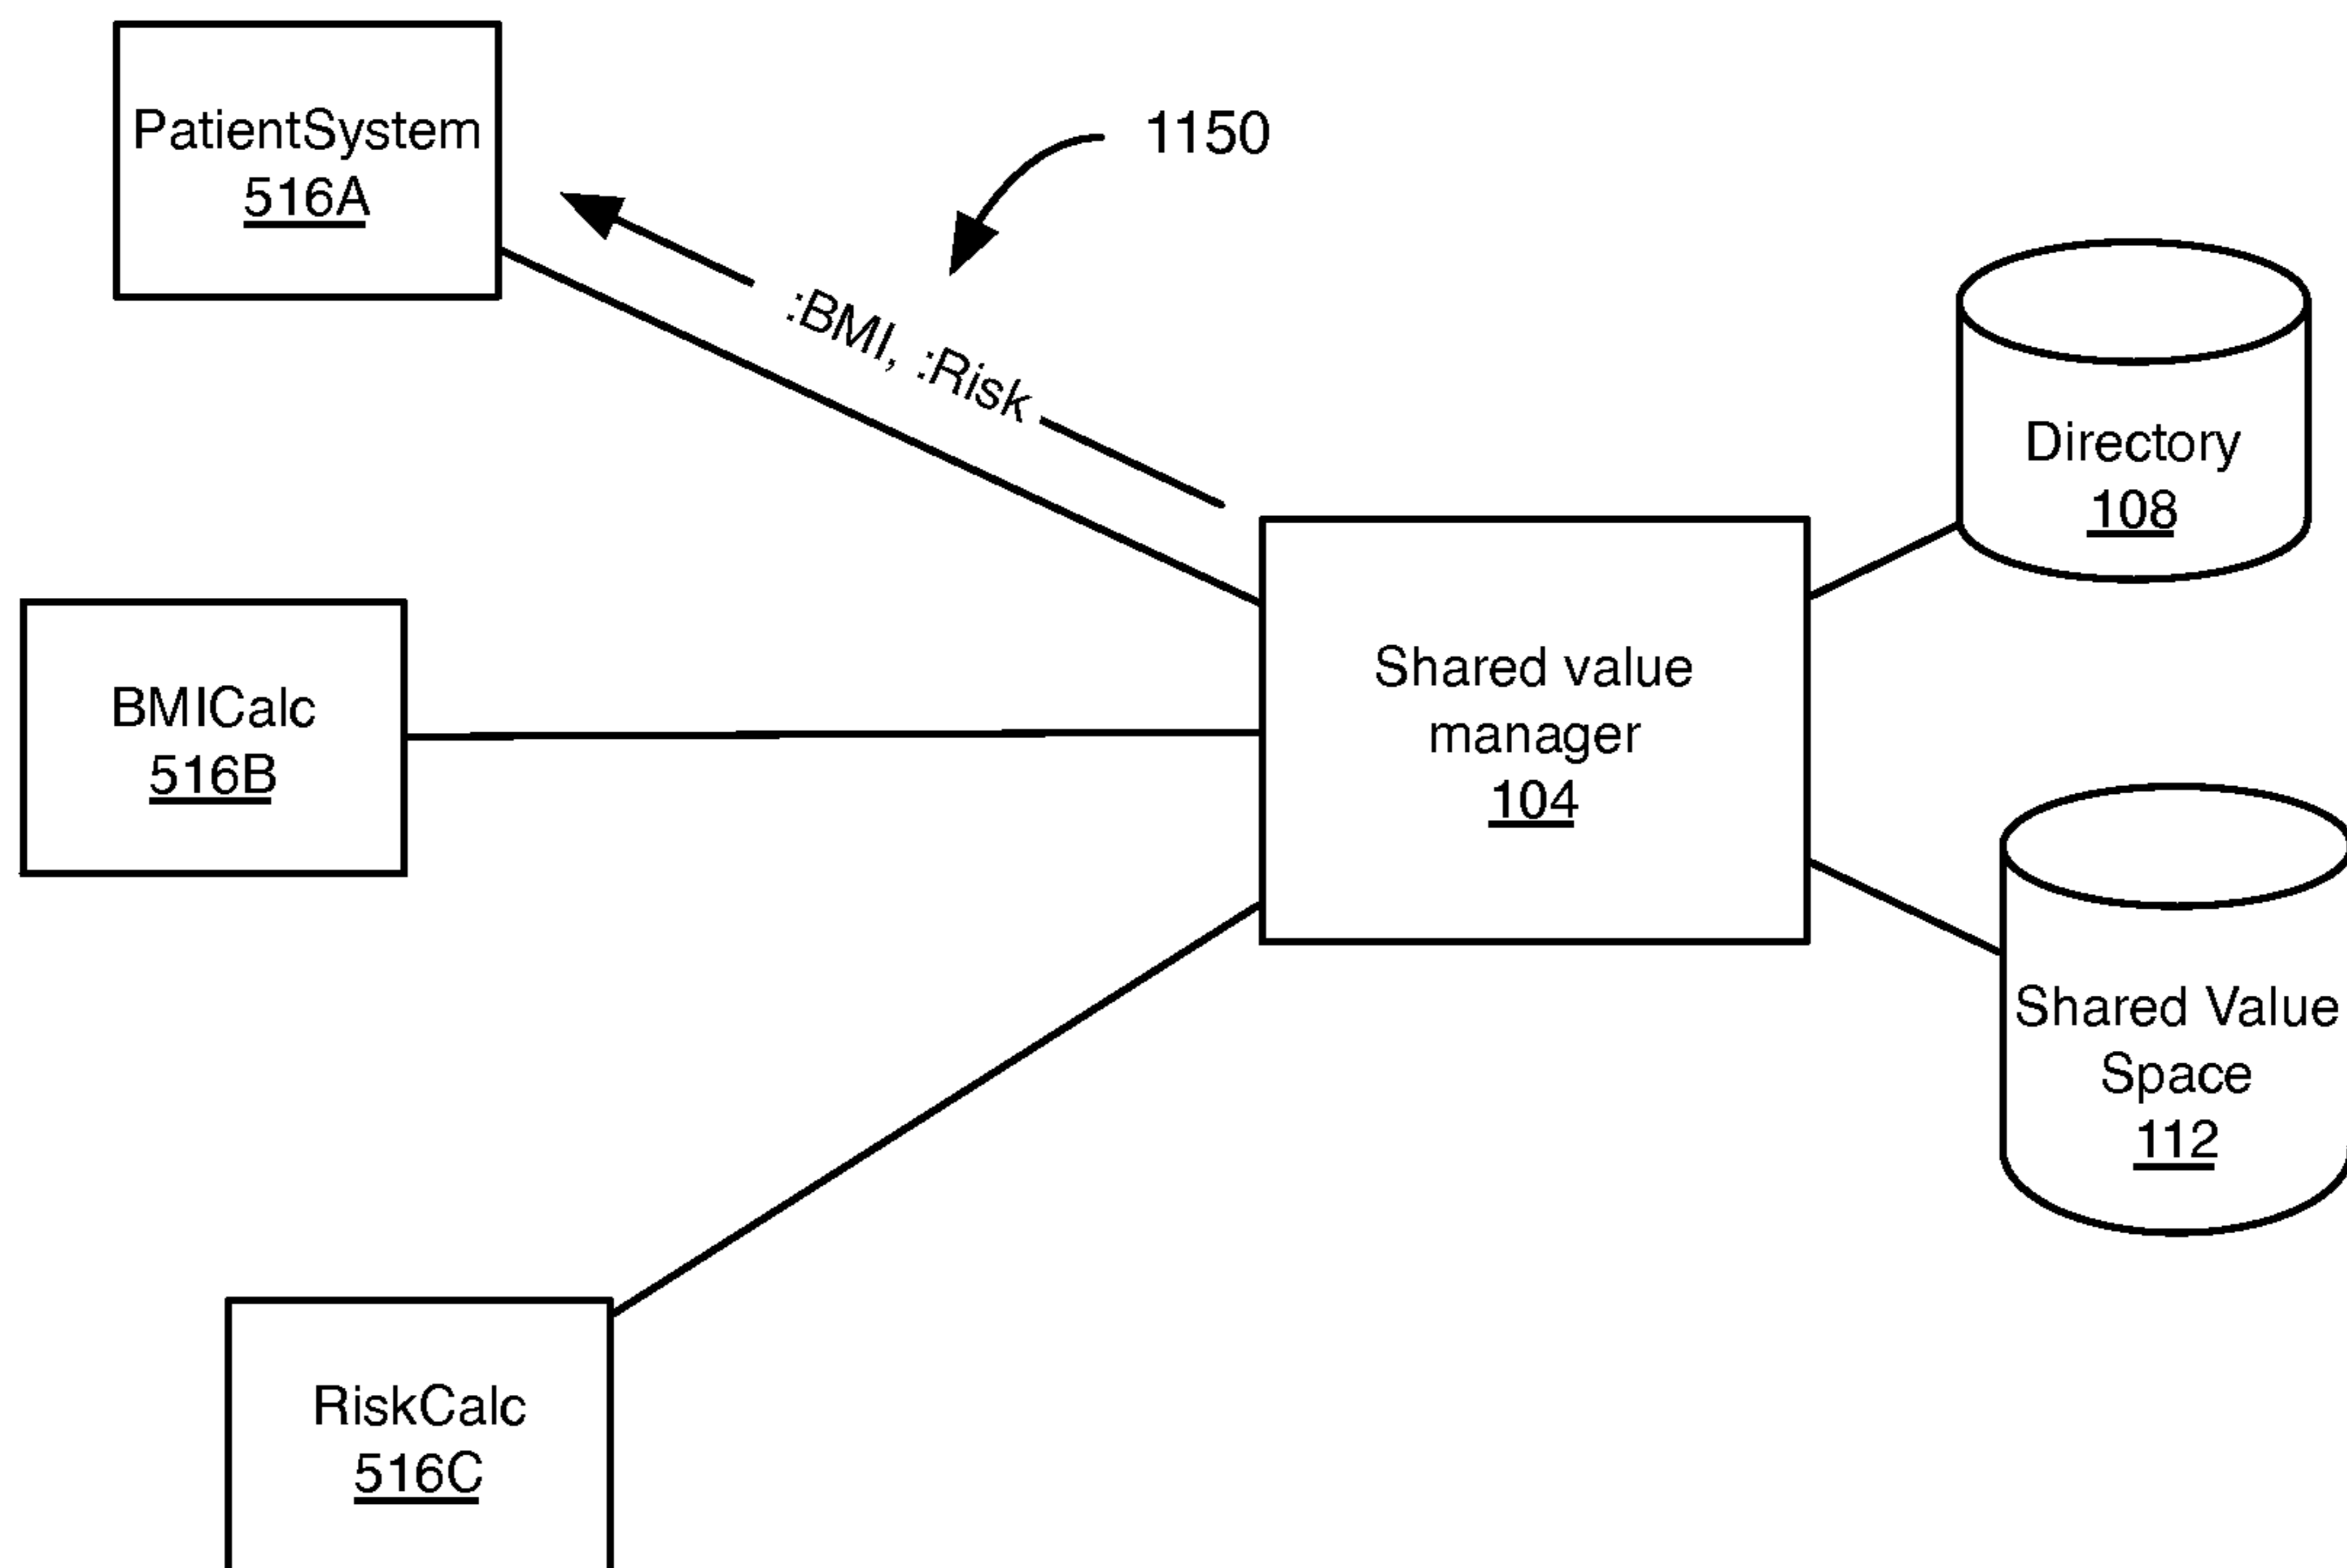 PatientSystem
516A
1150
:BMI, :Risk
Directory
108
BMICalc
516B
Shared value
manager
104
Shared Value
Space
112
RiskCalc
516C